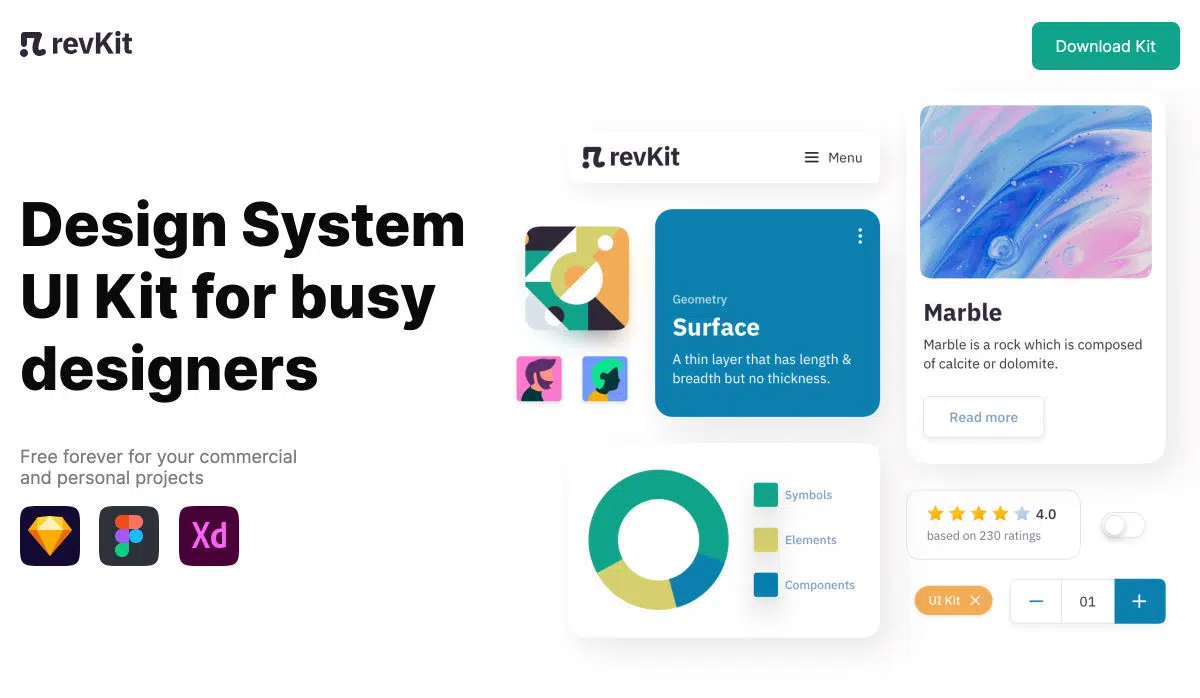 revKit
Download Kit
Design System
UI Kit for busy
designers
Free forever for your commercial
and personal projects
Xd
revKit
Menu
Geometry
Surface
A thin layer that has length &
breadth but no thickness.
Symbols
Elements
Components
Marble
Marble is a rock which is composed
of calcite or dolomite.
Read more
4.0
based on 230 ratings
UI Kit
01